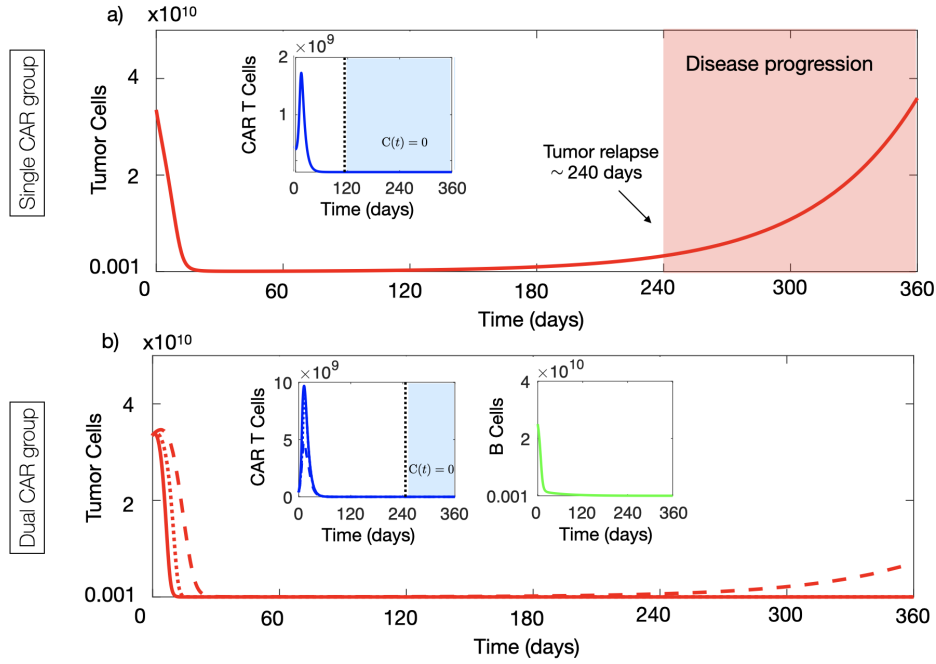 a)
x10¹⁰
Single CAR group
Tumor Cells
4
2
0.001
0
60
120
180
240
300
360
Time (days)
×10⁹
CAR T Cells
2
1
C(t) = 0
0
120
240
360
Time (days)
Disease progression
Tumor relapse
~ 240 days
b)
x10¹⁰
Dual CAR group
Tumor Cells
4
2
0.001
0
60
120
180
240
300
360
Time (days)
×10⁹
CAR T Cells
10
5
0
C(t) = 0
0
120
240
360
Time (days)
×10¹⁰
B Cells
4
2
0.001
0
120
240
360
Time (days)